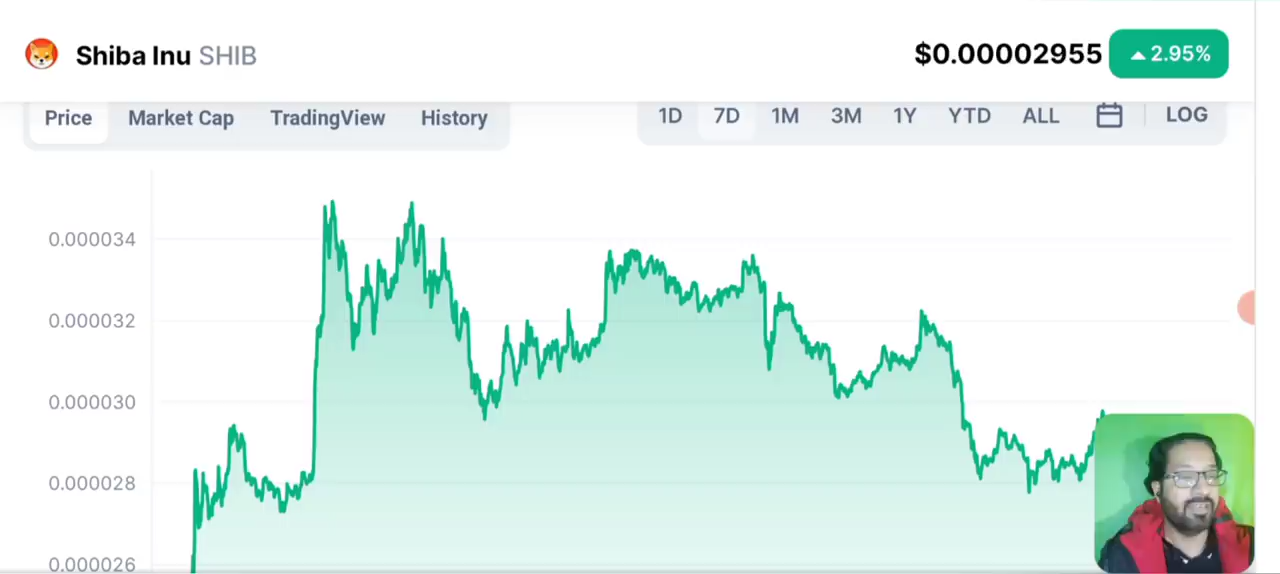 Shiba Inu SHIB
$0.00002955 2.95%
Price Market Cap TradingView History
1D 7D 1M 3M 1Y YTD ALL LOG
0.000034
0.000032
0.000030
0.000028
0.000026